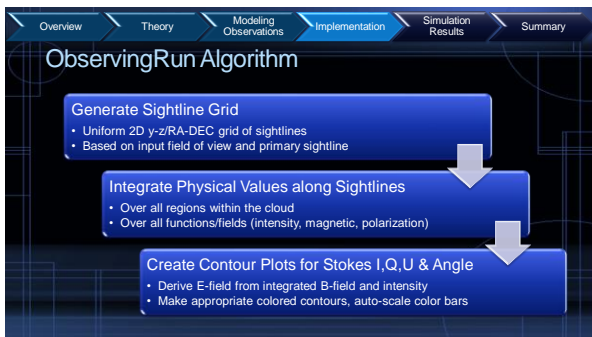 Overview
Theory
Modeling
Observations
Implementation
Simulation
Results
Summary
ObservingRun Algorithm
Generate Sightline Grid
• Uniform 2D y-z/RA-DEC grid of sightlines
• Based on input field of view and primary sightline
Integrate Physical Values along Sightlines
• Over all regions within the cloud
• Over all functions/fields (intensity, magnetic, polarization)
Create Contour Plots for Stokes I,Q,U & Angle
• Derive E-field from integrated B-field and intensity
• Make appropriate colored contours, auto-scale color bars